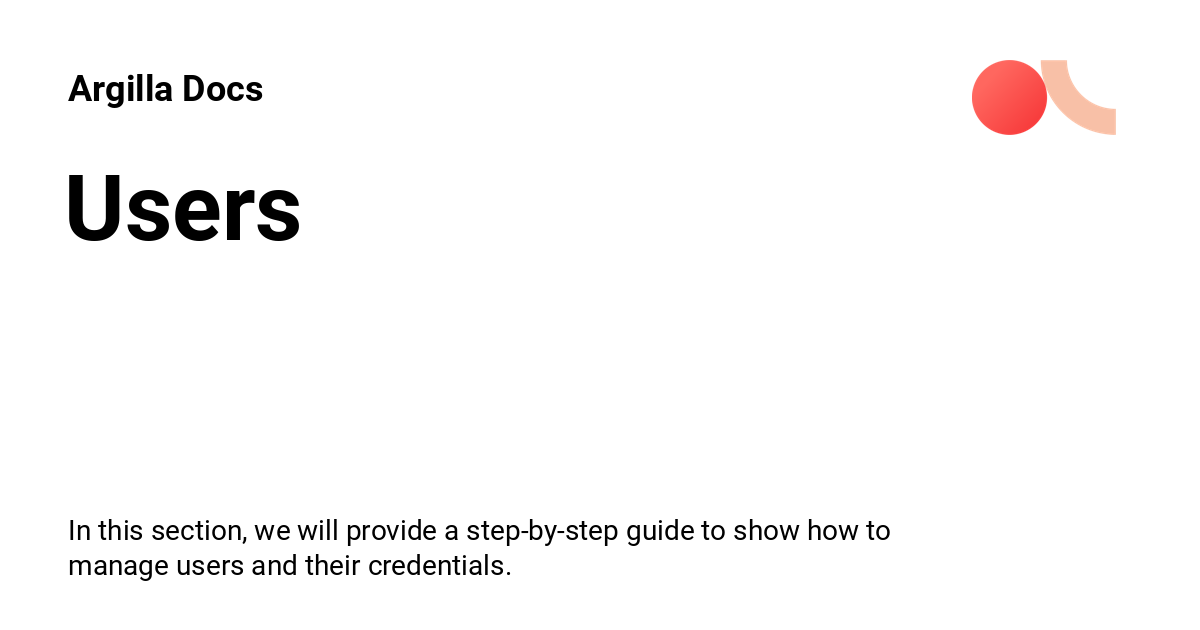 Argilla Docs
Users
In this section, we will provide a step-by-step guide to show how to
manage users and their credentials.